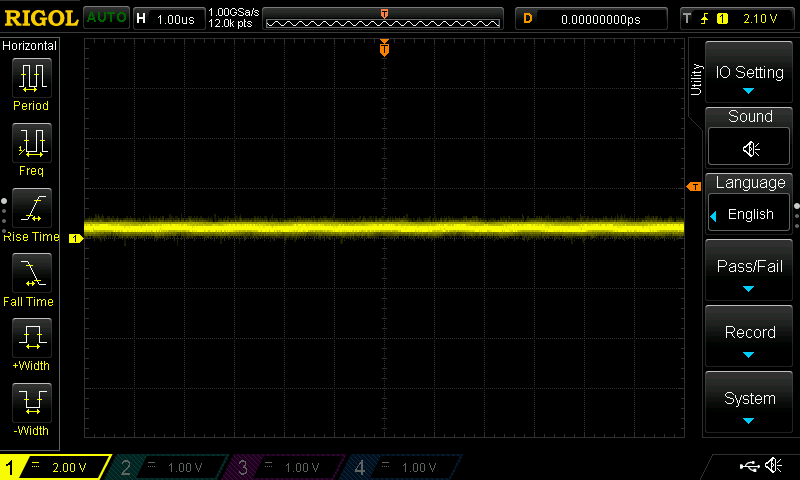 RIGOL AUTO H 1.00us 1.00GSa/s 12.0k pts T D 0.00000000ps T 1 2.10 V
Horizontal
T
Period
Freq
Rise Time
Fall Time
+Width
-Width
1
T
Utility
IO Setting
Sound
Language
English
Pass/Fail
Record
System
1 2.00 V 2 1.00 V 3 1.00 V 4 1.00 V